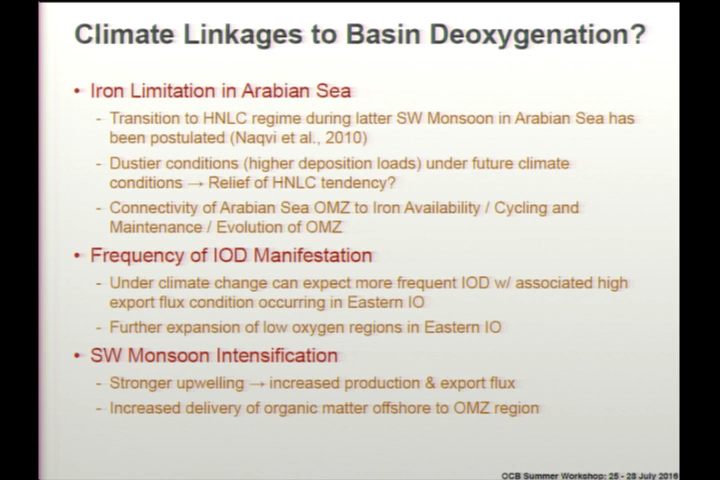 Climate Linkages to Basin Deoxygenation?
• Iron Limitation in Arabian Sea
- Transition to HNLC regime during latter SW Monsoon in Arabian Sea has
been postulated (Naqvi et al., 2010)
- Dustier conditions (higher deposition loads) under future climate
conditions → Relief of HNLC tendency?
- Connectivity of Arabian Sea OMZ to Iron Availability / Cycling and
Maintenance / Evolution of OMZ
• Frequency of IOD Manifestation
- Under climate change can expect more frequent IOD w/ associated high
export flux condition occurring in Eastern IO
- Further expansion of low oxygen regions in Eastern IO
• SW Monsoon Intensification
- Stronger upwelling → increased production & export flux
- Increased delivery of organic matter offshore to OMZ region
OCB Summer Workshop: 25 - 28 July 2016